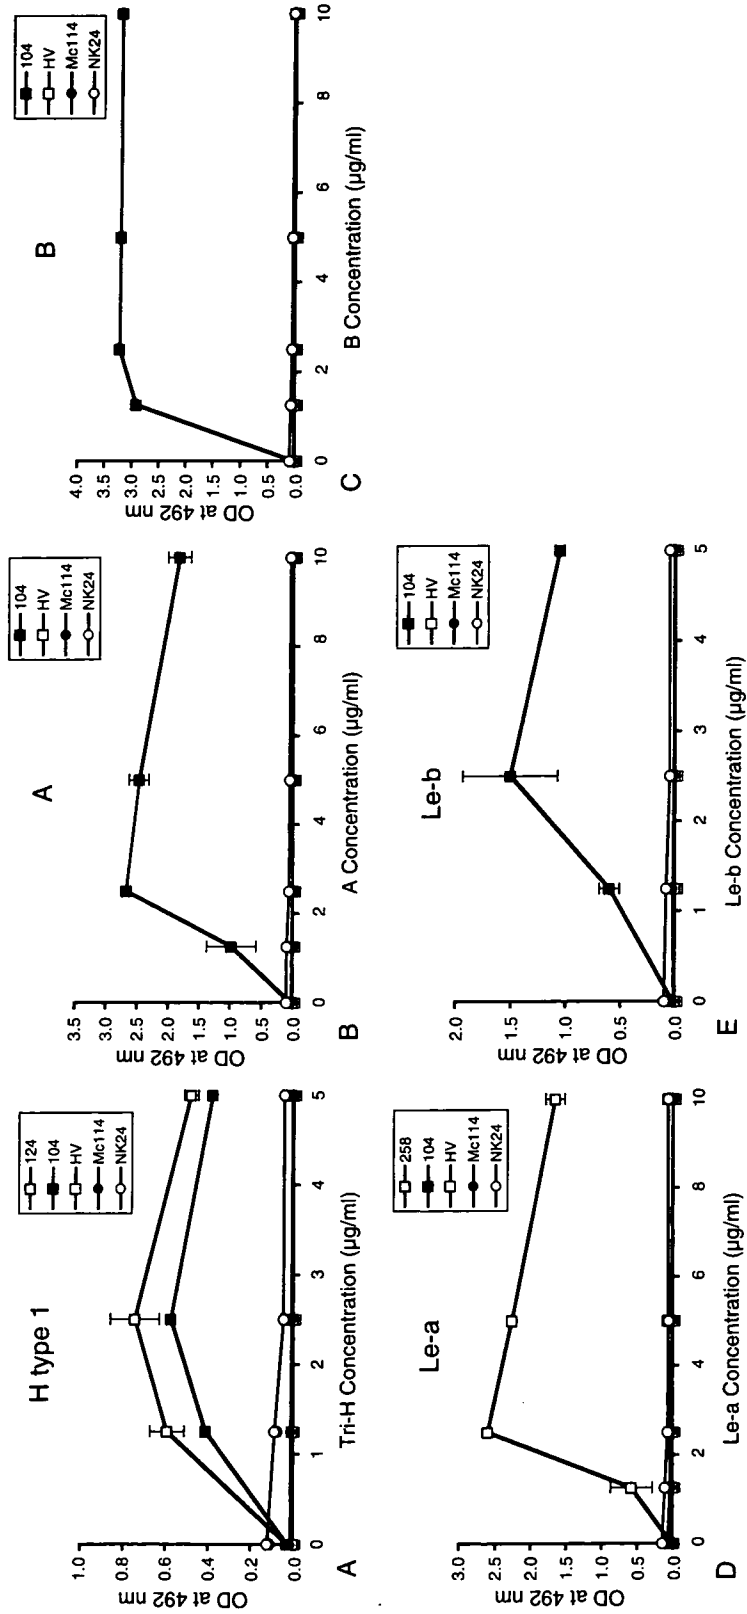 H type 1
124
104
HV
Mc114
NK24
OD at 492 nm
1.0
0.8
0.6
0.4
0.2
0.0
0 1 2 3 4 5
Tri-H Concentration (µg/ml)
A
A
104
HV
Mc114
NK24
OD at 492 nm
3.5
3.0
2.5
2.0
1.5
1.0
0.5
0.0
0 2 4 6 8 10
A Concentration (µg/ml)
B
B
104
HV
Mc114
NK24
OD at 492 nm
4.0
3.5
3.0
2.5
2.0
1.5
1.0
0.5
0.0
0 2 4 6 8 10
B Concentration (µg/ml)
C
Le-a
258
104
HV
Mc114
NK24
OD at 492 nm
3.0
2.5
2.0
1.5
1.0
0.5
0.0
0 2 4 6 8 10
Le-a Concentration (µg/ml)
D
Le-b
104
HV
Mc114
NK24
OD at 492 nm
2.0
1.5
1.0
0.5
0.0
0 1 2 3 4 5
Le-b Concentration (µg/ml)
E